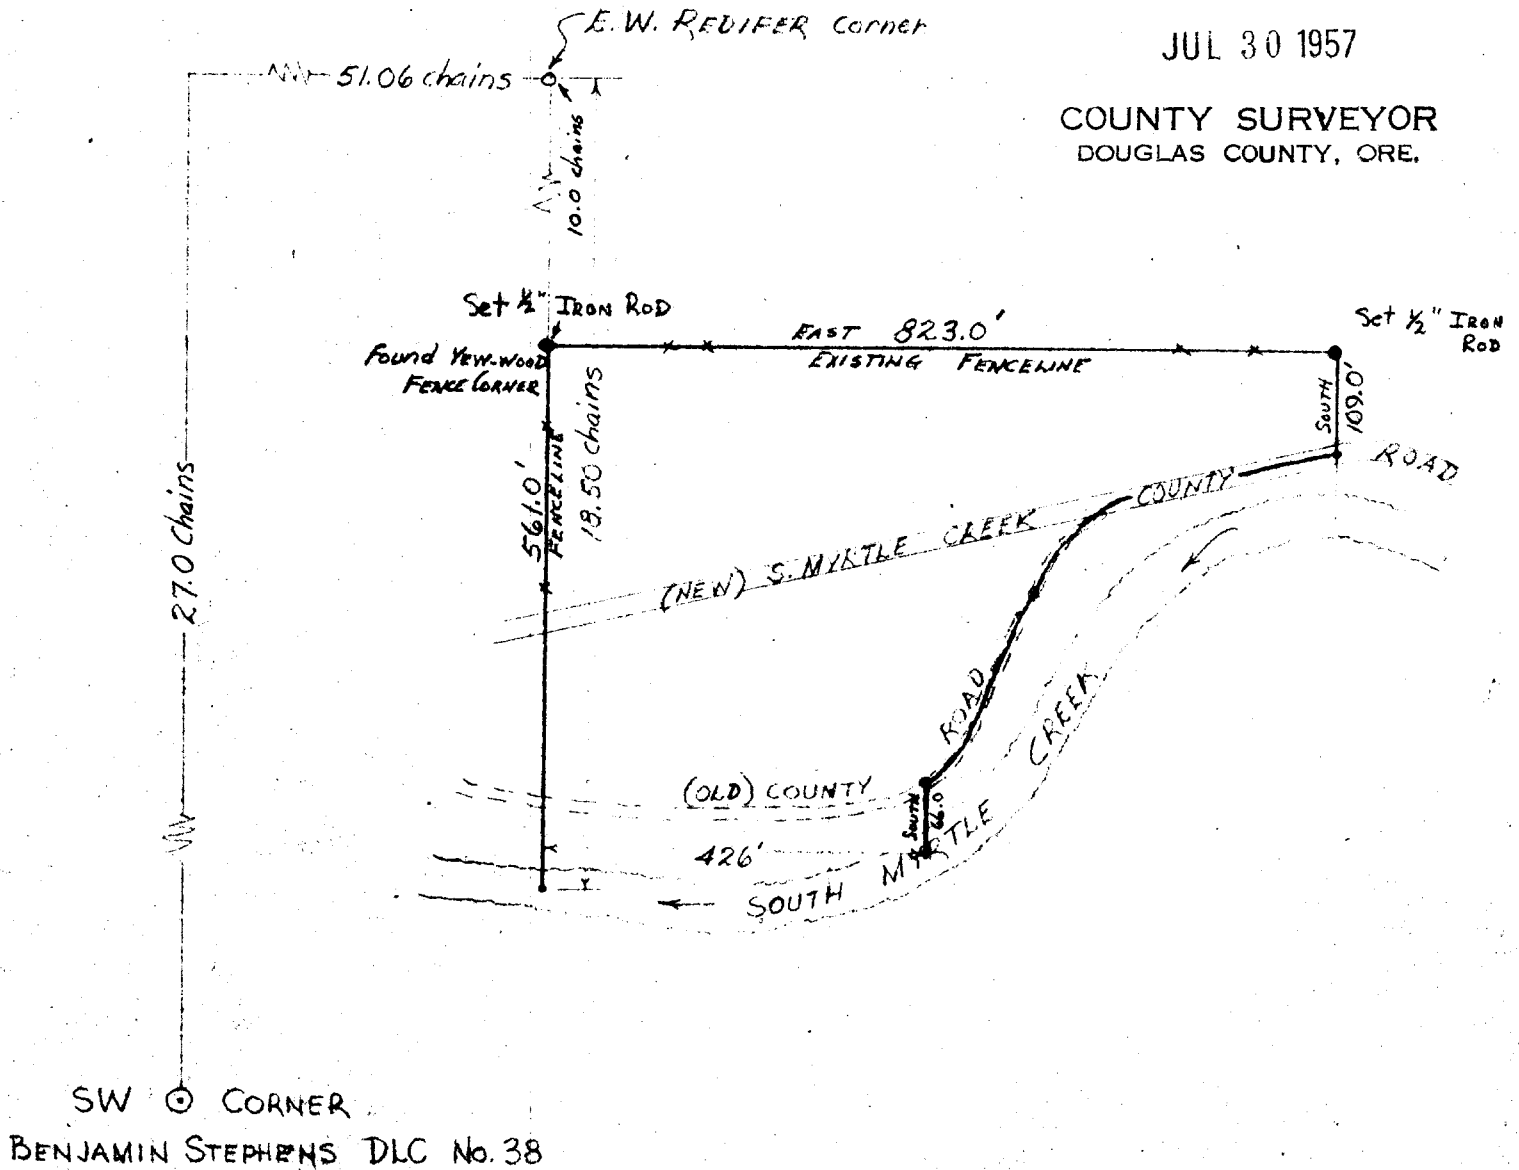 E.W. REDIFER Corner
JUL 30 1957
COUNTY SURVEYOR
DOUGLAS COUNTY, ORE.
51.06 chains
10.0 chains
Set ½" IRON ROD
Found YEW-WOOD
FENCE CORNER
EAST 823.0'
EXISTING FENCELINE
Set ½" IRON
ROD
SOUTH
109.0'
561.0'
FENCELINE
18.50 chains
27.0 Chains
(NEW) S. MYRTLE CREEK COUNTY ROAD
(OLD) COUNTY ROAD
SOUTH
66.0
426'
SOUTH MYRTLE CREEK
SW CORNER
BENJAMIN STEPHENS DLC No. 38